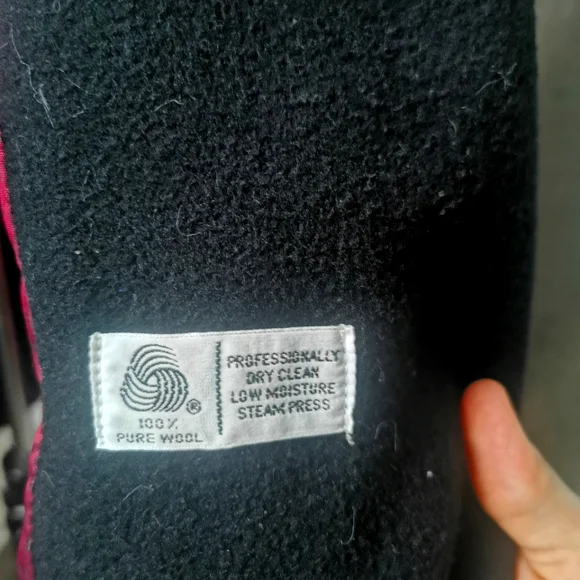 ®
100%
PURE WOOL
PROFESSIONALLY
DRY CLEAN
LOW MOISTURE
STEAM PRESS